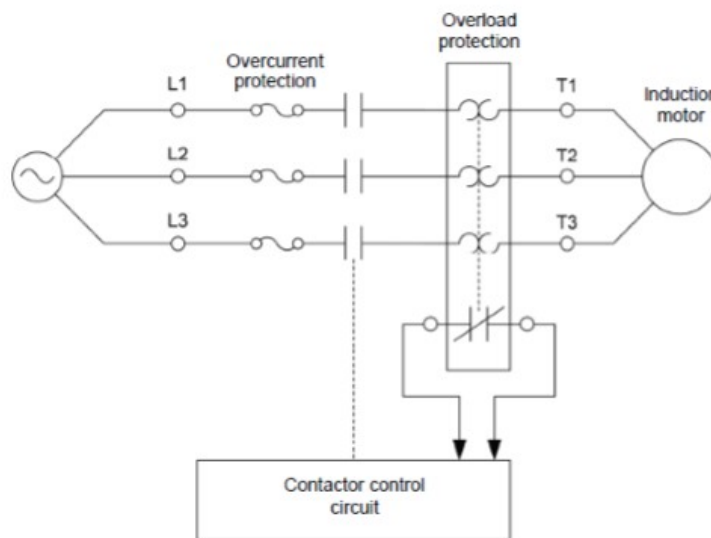 Overload
protection
Overcurrent
protection
L1
T1
Induction
motor
L2
T2
L3
T3
Contactor control
circuit